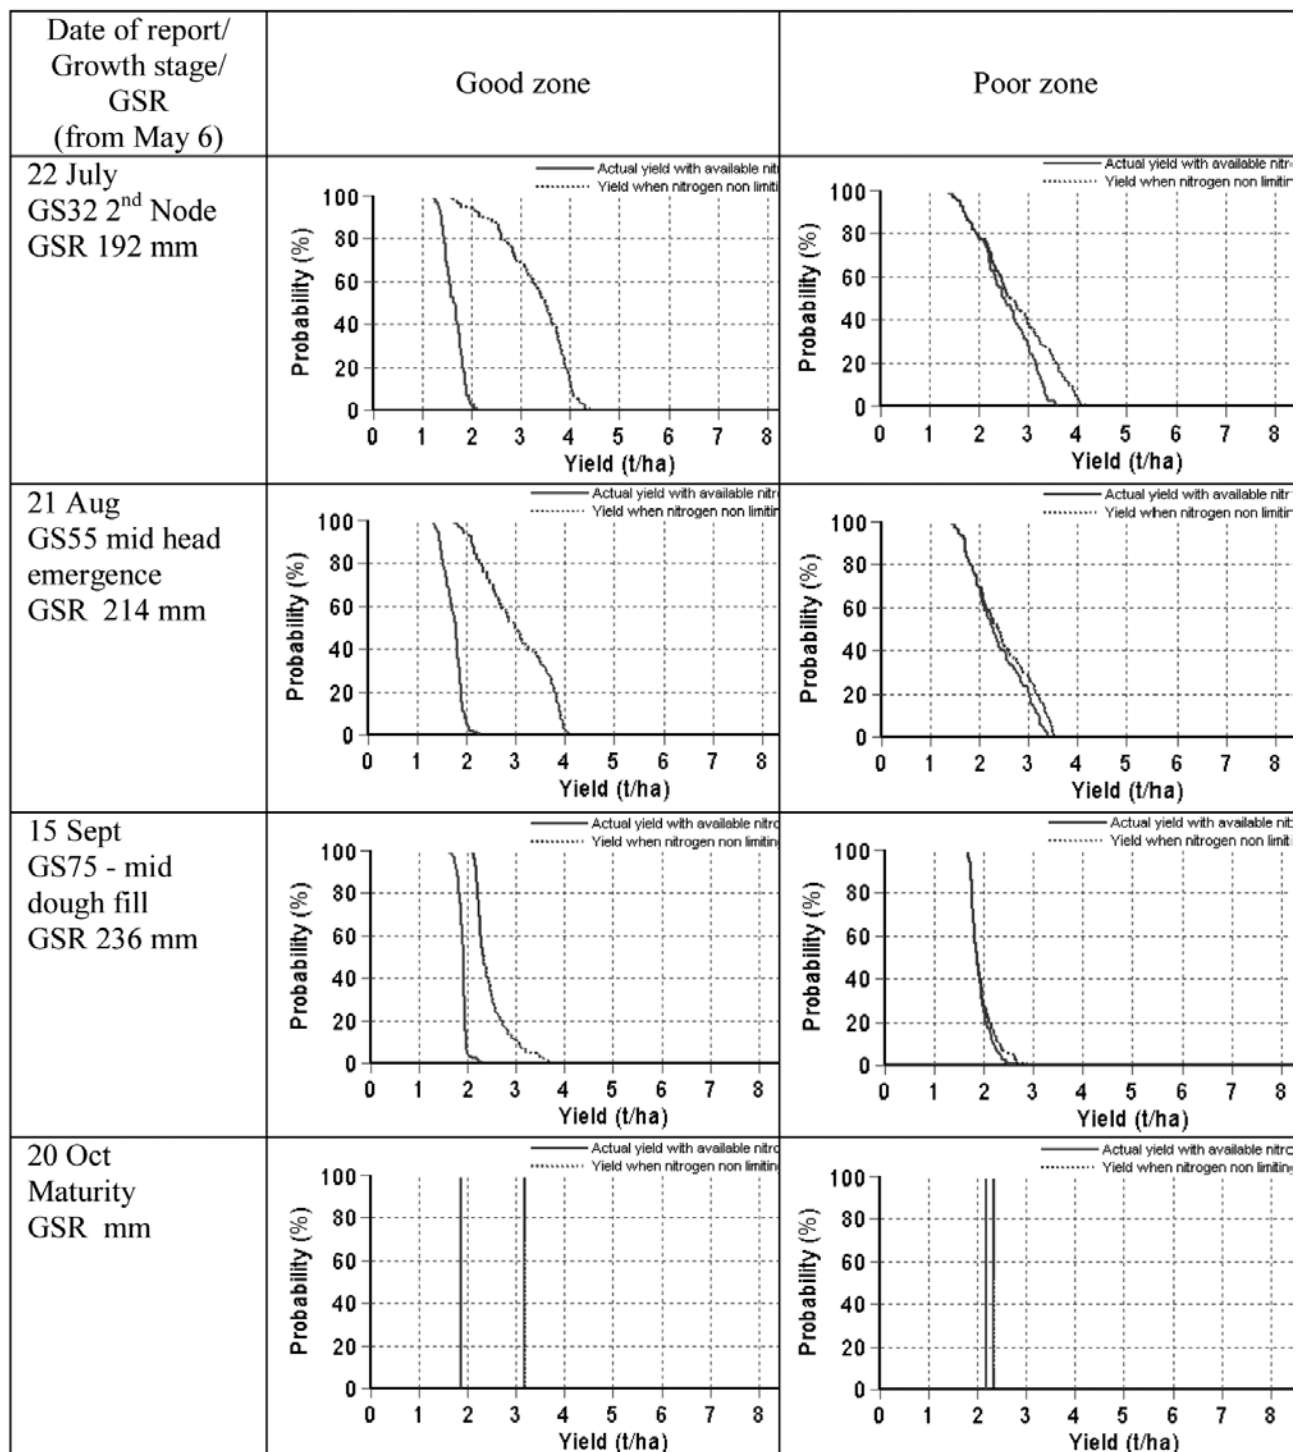 Date of report/
Growth stage/
GSR
(from May 6)
Good zone
Poor zone
22 July
GS32 2nd Node
GSR 192 mm
Actual yield with available nitr
Yield when nitrogen non limiting
Probability (%)
100
80
60
40
20
0
0 1 2 3 4 5 6 7 8
Yield (t/ha)
Actual yield with available nitr
Yield when nitrogen non limitin
Probability (%)
100
80
60
40
20
0
0 1 2 3 4 5 6 7 8
Yield (t/ha)
21 Aug
GS55 mid head
emergence
GSR 214 mm
Actual yield with available nitr
Yield when nitrogen non limitin
Probability (%)
100
80
60
40
20
0
0 1 2 3 4 5 6 7 8
Yield (t/ha)
Actual yield with available nitr
Yield when nitrogen non limitin
Probability (%)
100
80
60
40
20
0
0 1 2 3 4 5 6 7 8
Yield (t/ha)
15 Sept
GS75 - mid
dough fill
GSR 236 mm
Actual yield with available nitro
Yield when nitrogen non limiting
Probability (%)
100
80
60
40
20
0
0 1 2 3 4 5 6 7 8
Yield (t/ha)
Actual yield with available nit
Yield when nitrogen non limiti
Probability (%)
100
80
60
40
20
0
0 1 2 3 4 5 6 7 8
Yield (t/ha)
20 Oct
Maturity
GSR mm
Actual yield with available nitro
Yield when nitrogen non limiting
Probability (%)
100
80
60
40
20
0
0 1 2 3 4 5 6 7 8
Yield (t/ha)
Actual yield with available nitro
Yield when nitrogen non limiting
Probability (%)
100
80
60
40
20
0
0 1 2 3 4 5 6 7 8
Yield (t/ha)